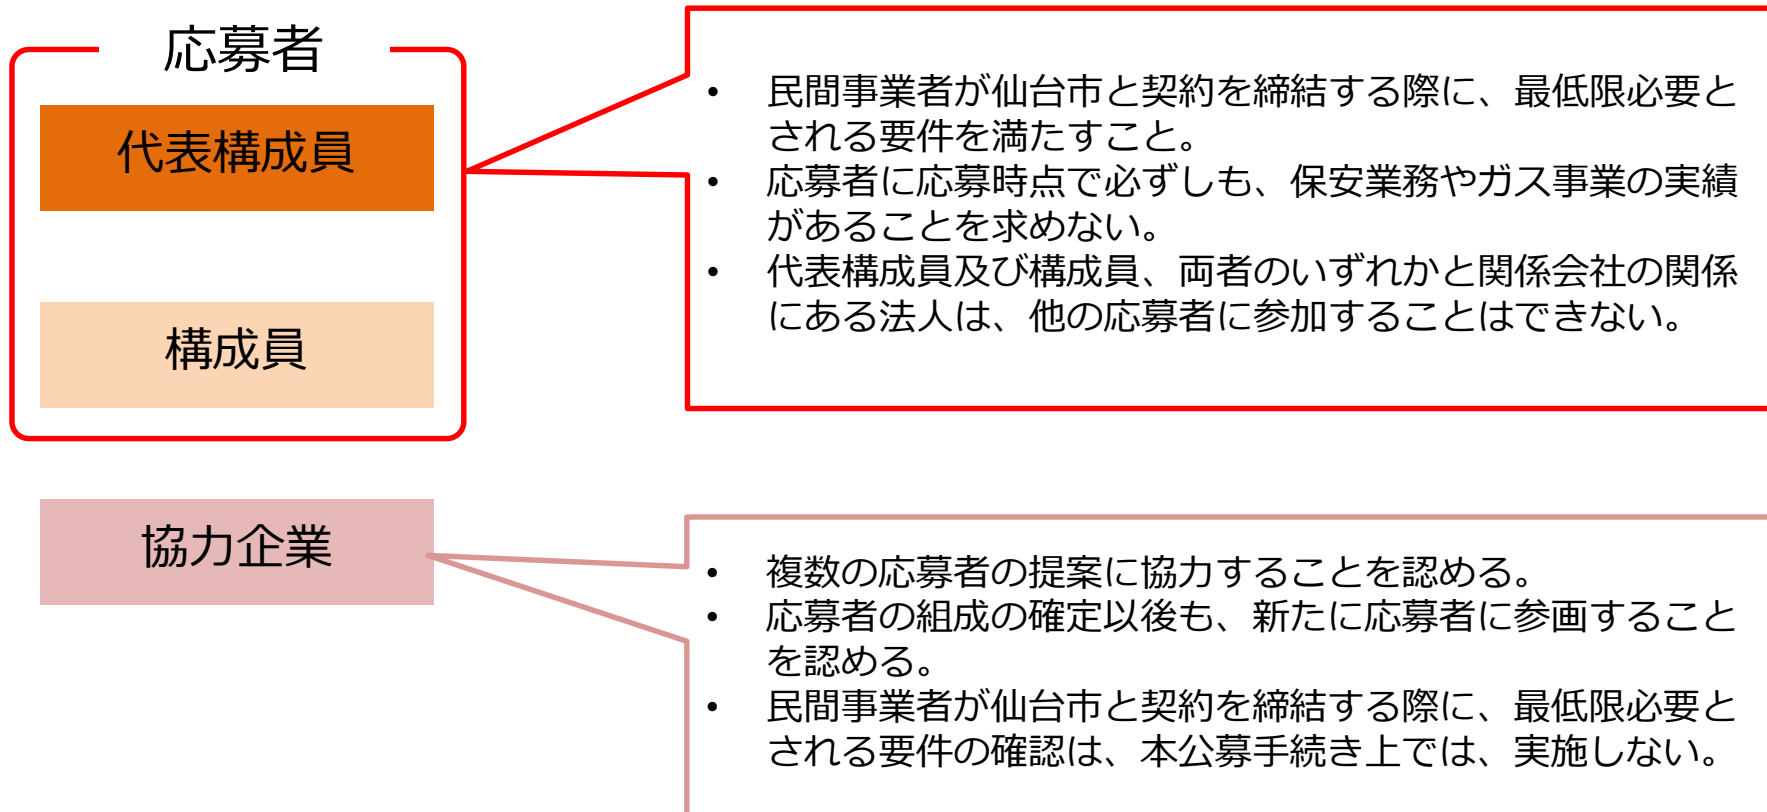 応募者
代表構成員
構成員
• 民間事業者が仙台市と契約を締結する際に、最低限必要と
される要件を満たすこと。
• 応募者に応募時点で必ずしも、保安業務やガス事業の実績
があることを求めない。
• 代表構成員及び構成員、両者のいずれかと関係会社の関係
にある法人は、他の応募者に参加することはできない。
協力企業
• 複数の応募者の提案に協力することを認める。
• 応募者の組成の確定以後も、新たに応募者に参画すること
を認める。
• 民間事業者が仙台市と契約を締結する際に、最低限必要と
される要件の確認は、本公募手続き上では、実施しない。